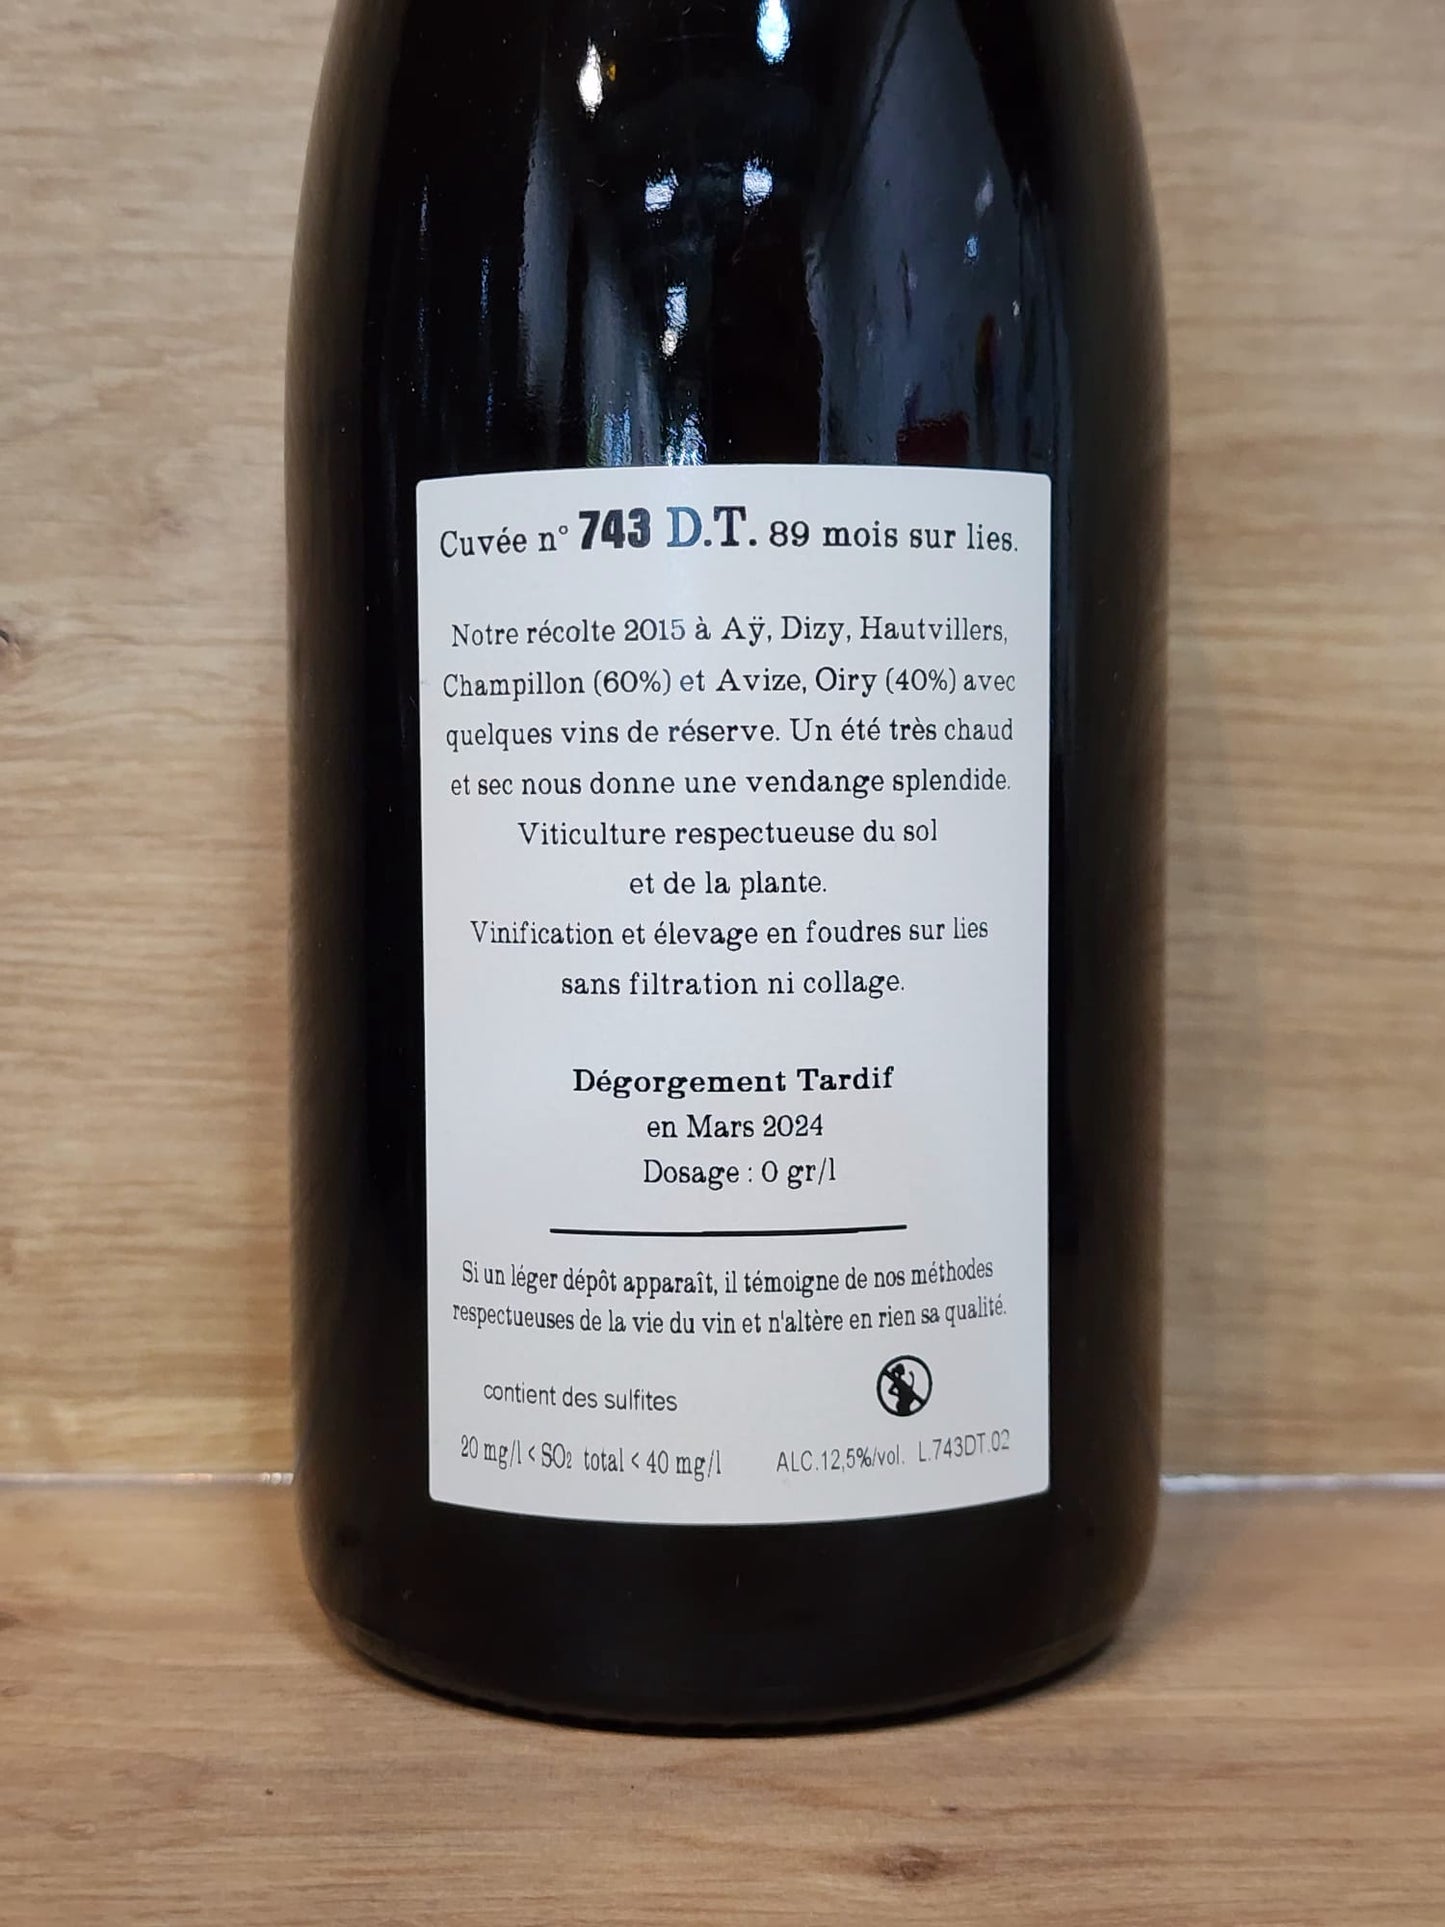 Cuvée n° 743 D.T. 89 mois sur lies.
Notre récolte 2015 à Aÿ, Dizy, Hautvillers,
Champillon (60%) et Avize, Oiry (40%) avec
quelques vins de réserve. Un été très chaud
et sec nous donne une vendange splendide.
Viticulture respectueuse du sol
et de la plante.
Vinification et élevage en foudres sur lies
sans filtration ni collage.
Dégorgement Tardif
en Mars 2024
Dosage : 0 gr/l
Si un léger dépôt apparaît, il témoigne de nos méthodes
respectueuses de la vie du vin et n'altère en rien sa qualité.
contient des sulfites
20 mg/l < SO₂ total < 40 mg/l ALC.12,5%/vol. L.743DT.02